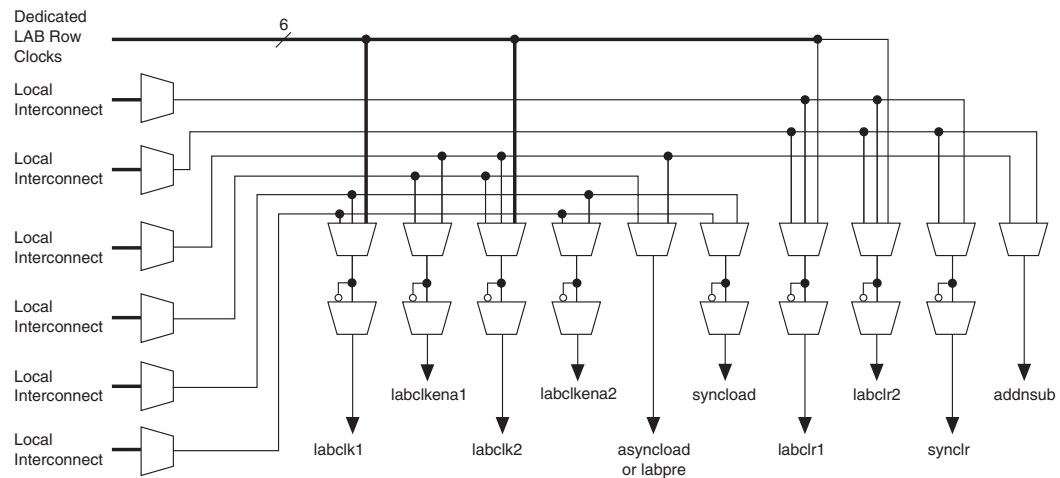 Dedicated
LAB Row
Clocks
6
Local
Interconnect
Local
Interconnect
Local
Interconnect
Local
Interconnect
Local
Interconnect
Local
Interconnect
labclkena1
labclkena2
syncload
labclr2
addnsub
labclk1
labclk2
asyncload
or labpre
labclr1
synclr